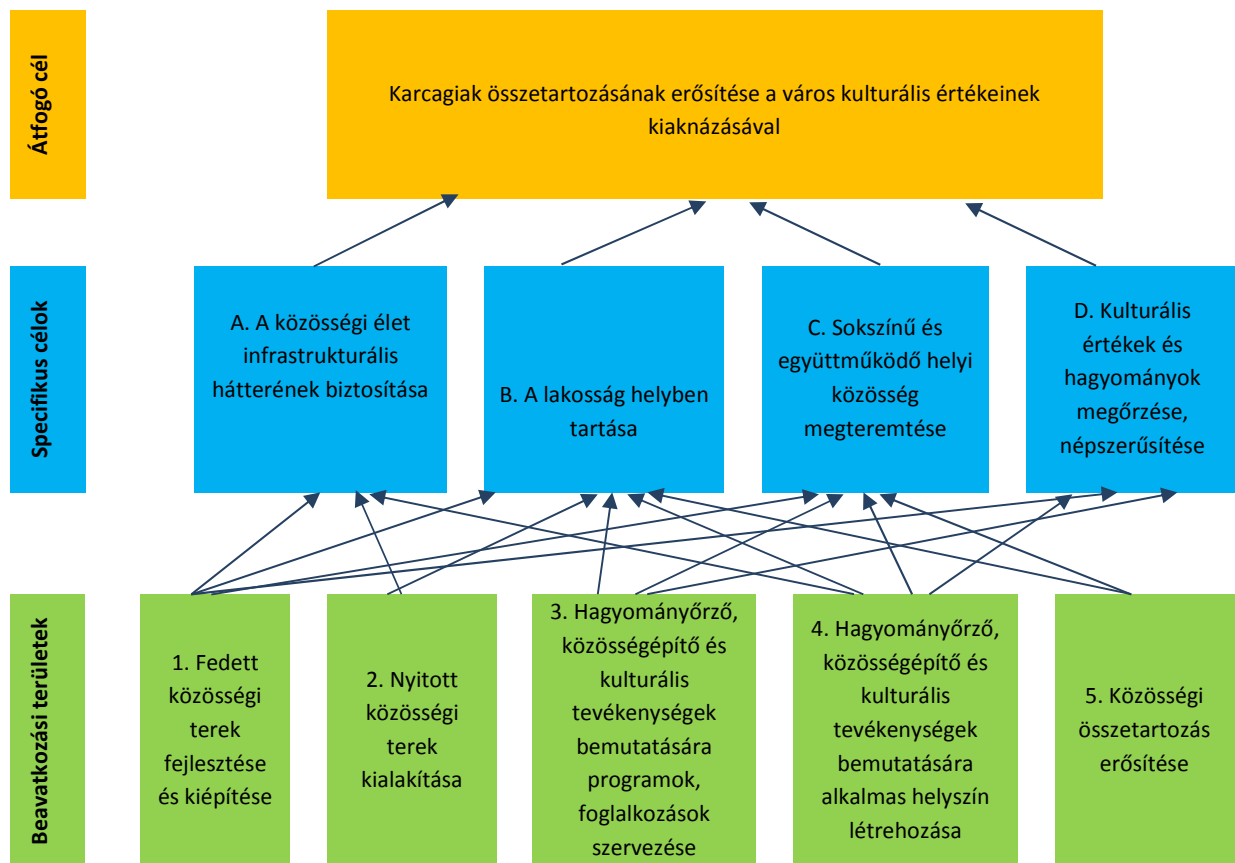 Átfogó cél
Karcagiak összetartozásának erősítése a város kulturális értékeinek
kiaknázásával
Specifikus célok
A. A közösségi élet
infrastrukturális
hátterének biztosítása
B. A lakosság helyben
tartása
C. Sokszínű és
együttműködő helyi
közösség
megteremtése
D. Kulturális
értékek és
hagyományok
megőrzése,
népszerűsítése
Beavatkozási területek
1. Fedett
közösségi
terek
fejlesztése
és kiépítése
2. Nyitott
közösségi
terek
kialakítása
3. Hagyományőrző,
közösségépítő és
kulturális
tevékenységek
bemutatására
programok,
foglalkozások
szervezése
4. Hagyományőrző,
közösségépítő és
kulturális
tevékenységek
bemutatására
alkalmas helyszín
létrehozása
5. Közösségi
összetartozás
erősítése